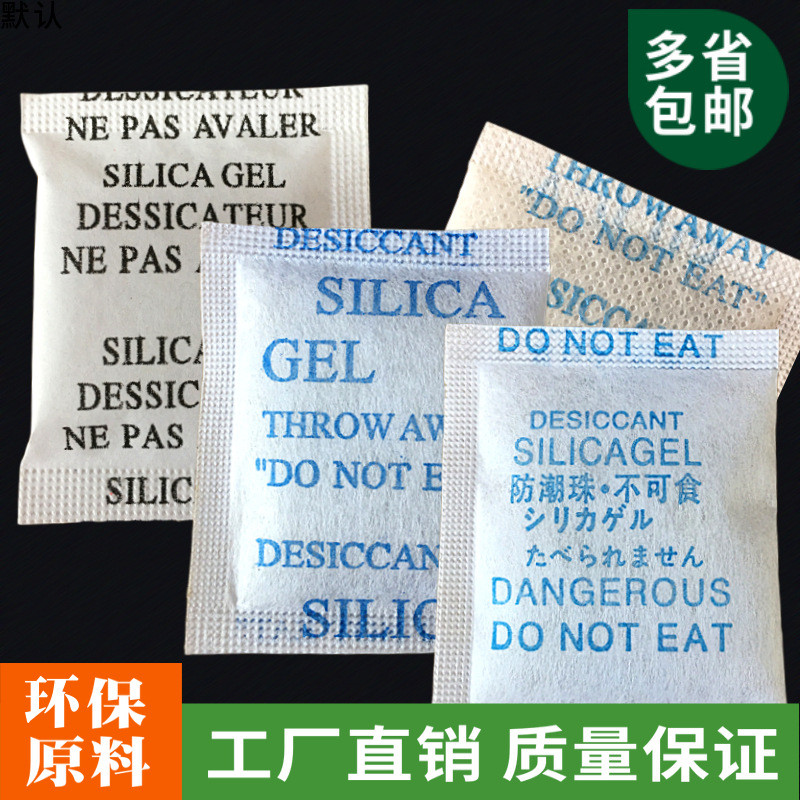 默认
多省
包邮
DESSICATEUR
NE PAS AVALER
SILICA GEL
DESSICATEUR
NE PAS
SILICA
DESSIC
NE PAS
SILIC
THROW AWAY
"DO NOT EAT"
SICCA
DESICCANT
SILICA
GEL
THROW AW
"DO NOT E
DESICCANT
SILIC
DO NOT EAT
DESICCANT
SILICAGEL
防潮珠·不可食
シリカゲル
たべられません
DANGEROUS
DO NOT EAT
环保
原料
工厂直销 质量保证